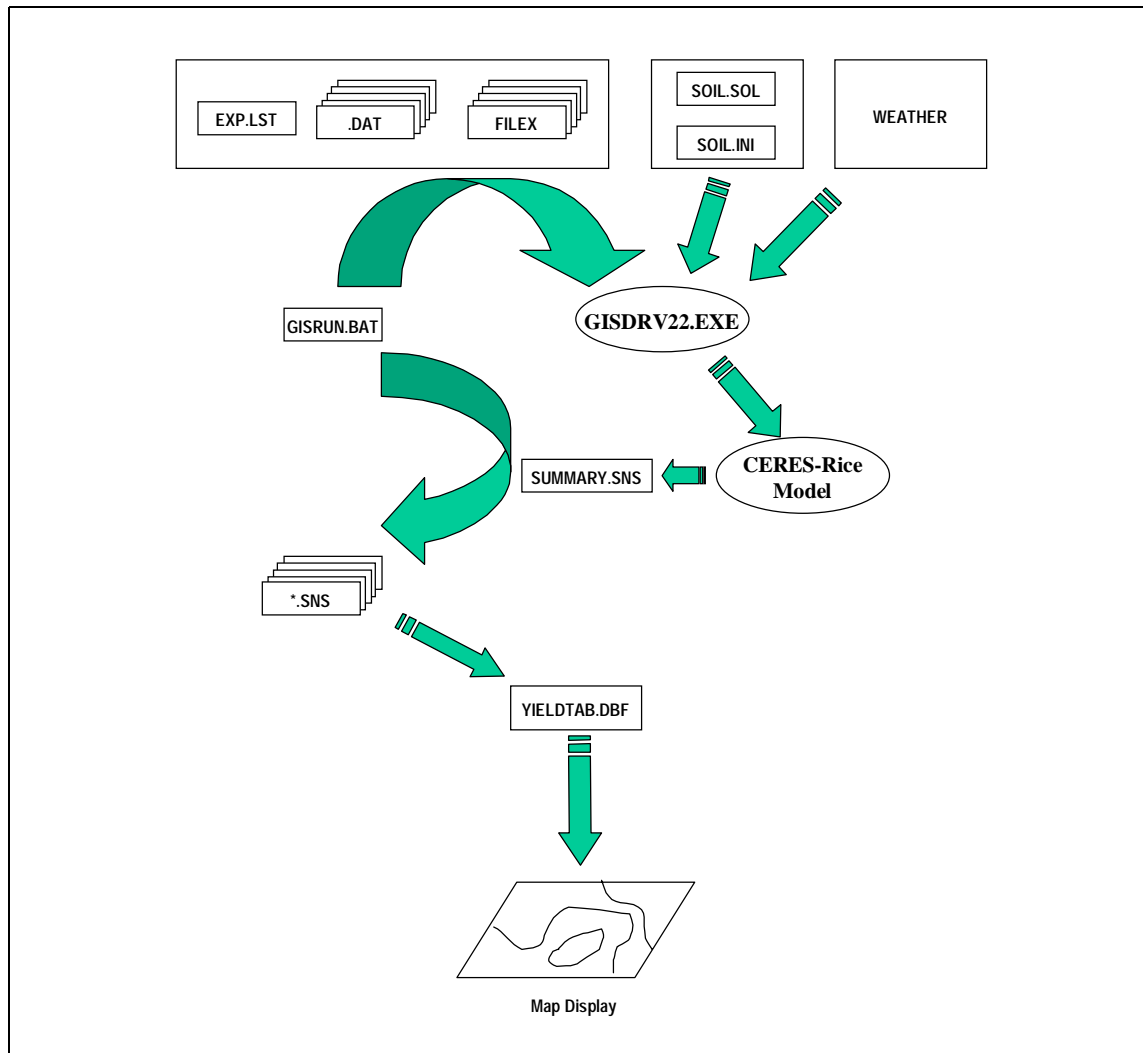 EXP.LST
.DAT
FILEX
SOIL.SOL
SOIL.INI
WEATHER
GISRUN.BAT
GISDRV22.EXE
CERES-Rice
Model
SUMMARY.SNS
*.SNS
YIELDTAB.DBF
Map Display